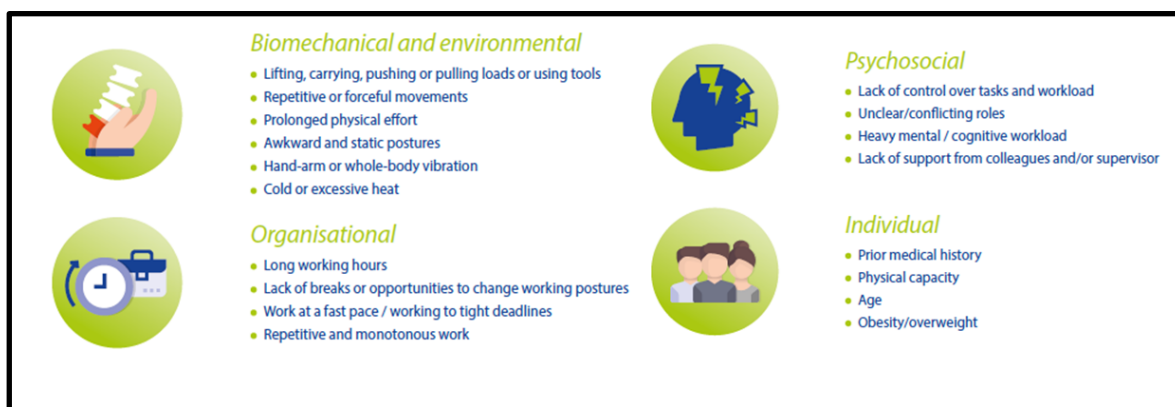 Biomechanical and environmental
Lifting, carrying, pushing or pulling loads or using tools
Repetitive or forceful movements
Prolonged physical effort
Awkward and static postures
Hand-arm or whole-body vibration
Cold or excessive heat
Organisational
Long working hours
Lack of breaks or opportunities to change working postures
Work at a fast pace / working to tight deadlines
Repetitive and monotonous work
Psychosocial
Lack of control over tasks and workload
Unclear/conflicting roles
Heavy mental / cognitive workload
Lack of support from colleagues and/or supervisor
Individual
Prior medical history
Physical capacity
Age
Obesity/overweight